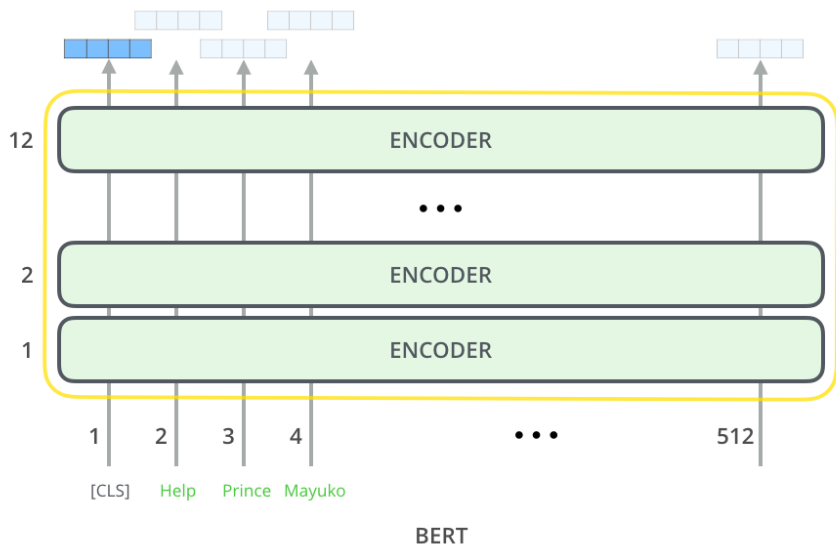 12 ENCODER
•••
2 ENCODER
1 ENCODER
1 2 3 4 ••• 512
[CLS] Help Prince Mayuko
BERT